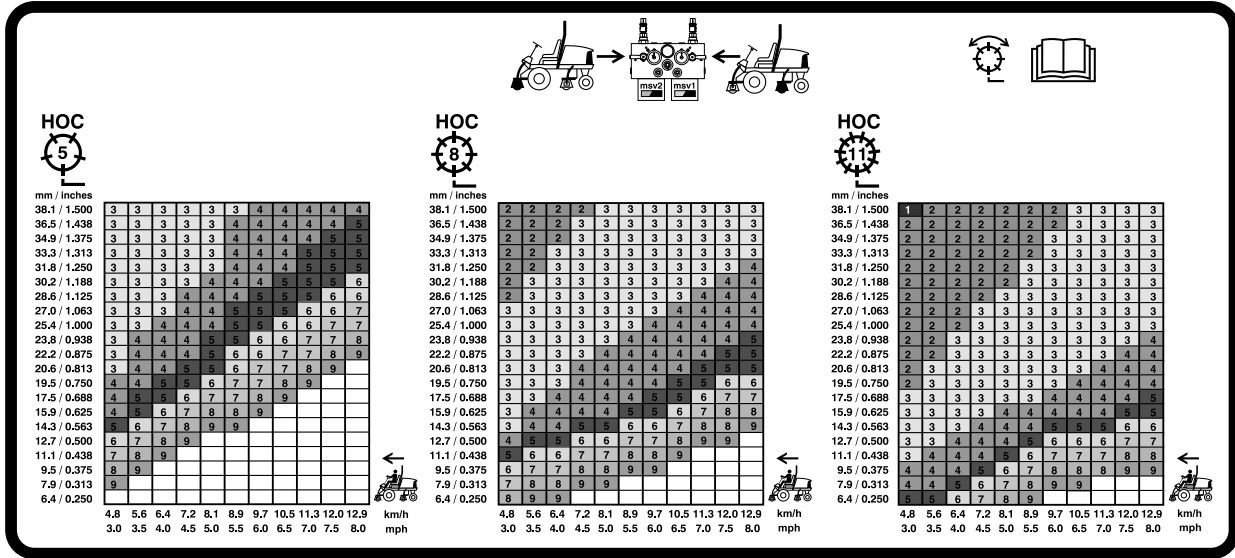 msv2 msv1
HOC
5
mm / inches
38.1 / 1.500 3 3 3 3 3 3 4 4 4 4 4
36.5 / 1.438 3 3 3 3 3 4 4 4 4 4 5
34.9 / 1.375 3 3 3 3 3 4 4 4 4 5 5
33.3 / 1.313 3 3 3 3 3 4 4 4 5 5 5
31.8 / 1.250 3 3 3 3 3 4 4 4 5 5 5
30.2 / 1.188 3 3 3 3 4 4 4 5 5 5 6
28.6 / 1.125 3 3 3 4 4 4 5 5 5 6 6
27.0 / 1.063 3 3 3 4 4 5 5 5 6 6 7
25.4 / 1.000 3 3 4 4 4 5 5 6 6 7 7
23.8 / 0.938 3 4 4 4 5 5 6 6 7 7 8
22.2 / 0.875 3 4 4 4 5 6 6 7 7 8 9
20.6 / 0.813 3 4 4 5 5 6 7 7 8 9
19.5 / 0.750 4 4 5 5 6 7 7 8 9
17.5 / 0.688 4 5 5 6 7 7 8 9
15.9 / 0.625 4 5 6 7 7 8 9
14.3 / 0.563 5 6 7 8 9 9
12.7 / 0.500 6 7 8 9
11.1 / 0.438 7 8 9
9.5 / 0.375 8 9
7.9 / 0.313 9
6.4 / 0.250
4.8 5.6 6.4 7.2 8.1 8.9 9.7 10.5 11.3 12.0 12.9 km/h
3.0 3.5 4.0 4.5 5.0 5.5 6.0 6.5 7.0 7.5 8.0 mph
HOC
8
mm / inches
38.1 / 1.500 2 2 2 2 3 3 3 3 3 3 3
36.5 / 1.438 2 2 2 3 3 3 3 3 3 3 3
34.9 / 1.375 2 2 2 3 3 3 3 3 3 3 3
33.3 / 1.313 2 2 3 3 3 3 3 3 3 3 3
31.8 / 1.250 2 2 3 3 3 3 3 3 3 3 4
30.2 / 1.188 2 3 3 3 3 3 3 3 3 4 4
28.6 / 1.125 2 3 3 3 3 3 3 3 4 4 4
27.0 / 1.063 3 3 3 3 3 3 3 4 4 4 4
25.4 / 1.000 3 3 3 3 3 3 4 4 4 4 4
23.8 / 0.938 3 3 3 3 3 4 4 4 4 4 5
22.2 / 0.875 3 3 3 3 4 4 4 4 4 5 5
20.6 / 0.813 3 3 3 3 4 4 4 4 5 5 5
19.5 / 0.750 3 3 3 4 4 4 4 5 5 6 6
17.5 / 0.688 3 3 3 4 4 4 5 5 6 6 7
15.9 / 0.625 3 4 4 4 4 5 5 6 7 7 7
14.3 / 0.563 3 4 4 5 5 6 6 7 8 8 9
12.7 / 0.500 4 5 5 6 6 7 7 8 9 9
11.1 / 0.438 5 6 6 7 7 8 8 9
9.5 / 0.375 6 7 7 8 8 9 9
7.9 / 0.313 7 8 8 9 9
6.4 / 0.250 8 9 9
4.8 5.6 6.4 7.2 8.1 8.9 9.7 10.5 11.3 12.0 12.9 km/h
3.0 3.5 4.0 4.5 5.0 5.5 6.0 6.5 7.0 7.5 8.0 mph
HOC
11
mm / inches
38.1 / 1.500 1 2 2 2 2 2 2 3 3 3 3
36.5 / 1.438 2 2 2 2 2 2 2 3 3 3 3
34.9 / 1.375 2 2 2 2 2 2 3 3 3 3 3
33.3 / 1.313 2 2 2 2 2 3 3 3 3 3 3
31.8 / 1.250 2 2 2 2 2 3 3 3 3 3 3
30.2 / 1.188 2 2 2 2 2 3 3 3 3 3 3
28.6 / 1.125 2 2 2 2 3 3 3 3 3 3 3
27.0 / 1.063 2 2 2 3 3 3 3 3 3 3 3
25.4 / 1.000 2 2 2 3 3 3 3 3 3 3 3
23.8 / 0.938 2 2 3 3 3 3 3 3 3 3 4
22.2 / 0.875 2 2 3 3 3 3 3 3 3 4 4
20.6 / 0.813 2 3 3 3 3 3 3 3 4 4 4
19.5 / 0.750 2 3 3 3 3 3 3 4 4 4 4
17.5 / 0.688 3 3 3 3 3 3 4 4 4 4 5
15.9 / 0.625 3 3 3 3 4 4 4 4 4 5 5
14.3 / 0.563 3 3 3 4 4 4 5 5 5 6 6
12.7 / 0.500 3 3 4 4 4 5 6 6 6 7 7
11.1 / 0.438 3 4 4 4 5 6 6 7 7 8 8
9.5 / 0.375 4 4 4 5 6 7 7 8 8 9 9
7.9 / 0.313 4 4 5 6 7 8 9 9
6.4 / 0.250 5 5 6 7 8 9
4.8 5.6 6.4 7.2 8.1 8.9 9.7 10.5 11.3 12.0 12.9 km/h
3.0 3.5 4.0 4.5 5.0 5.5 6.0 6.5 7.0 7.5 8.0 mph